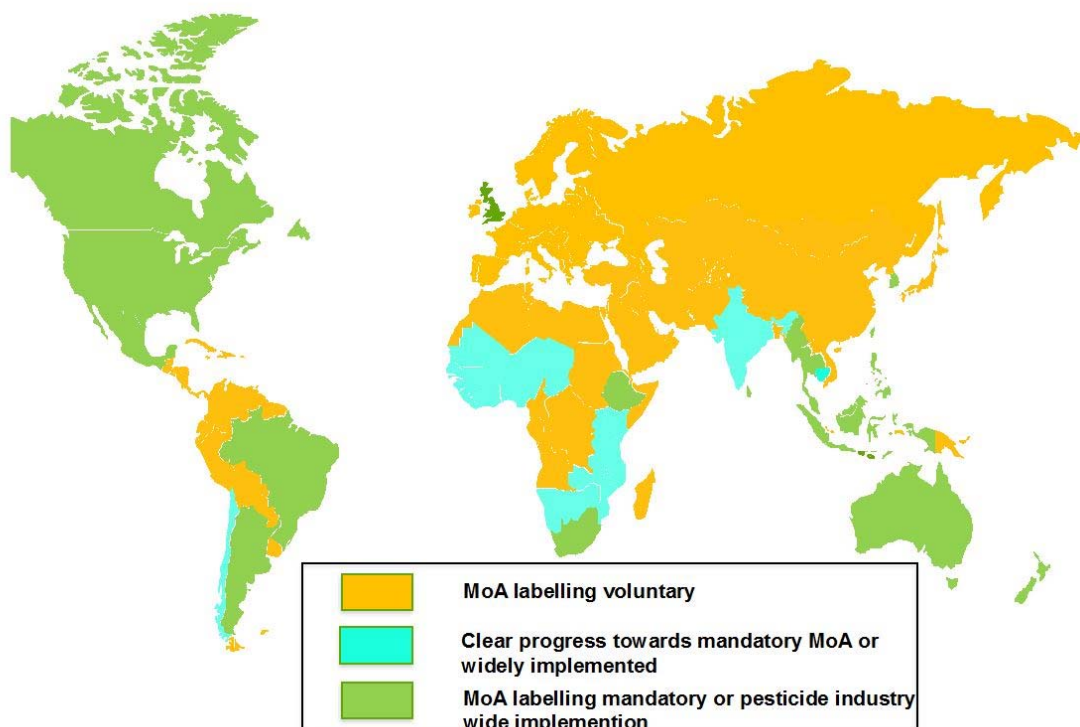 MoA labelling voluntary
Clear progress towards mandatory MoA or
widely implemented
MoA labelling mandatory or pesticide industry
wide implemention